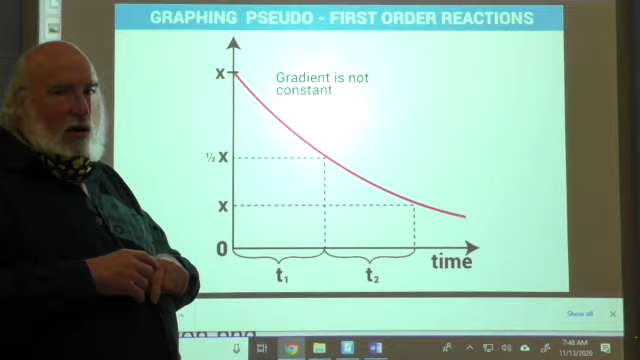 GRAPHING PSEUDO - FIRST ORDER REACTIONS
x
Gradient is not
constant
½ x
x
0
time
t₁
t₂
Show all
7:48 AM
11/13/2020